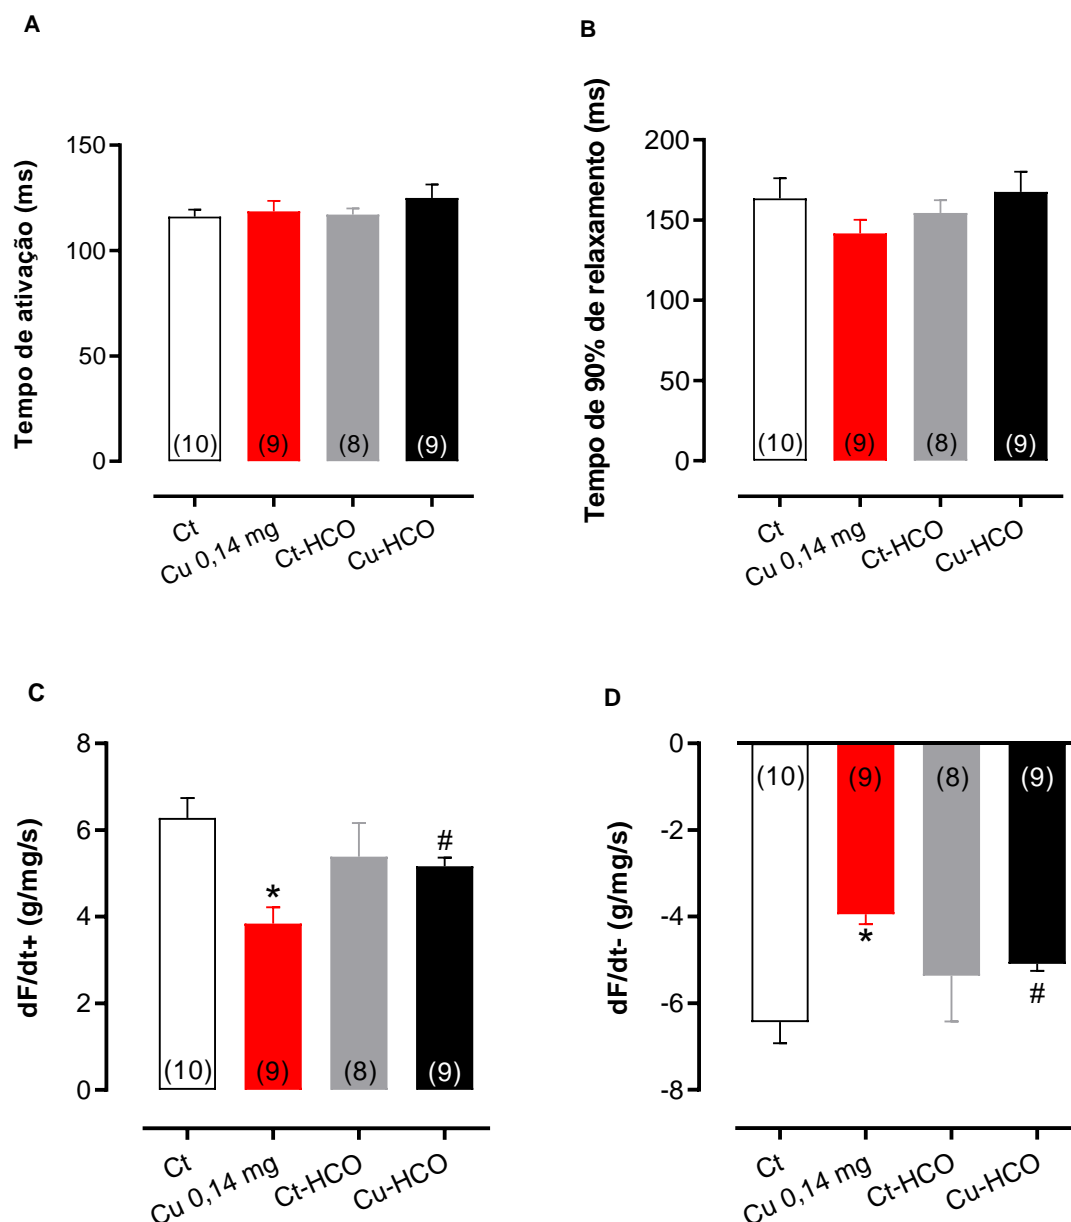 A
Tempo de ativação (ms)
150
100
50
0
(10)
(9)
(8)
(9)
Ct
Cu 0,14 mg
Ct-HCO
Cu-HCO
B
Tempo de 90% de relaxamento (ms)
200
150
100
50
0
(10)
(9)
(8)
(9)
Ct
Cu 0,14 mg
Ct-HCO
Cu-HCO
C
dF/dt+ (g/mg/s)
8
6
4
2
0
*
#
(10)
(9)
(8)
(9)
Ct
Cu 0,14 mg
Ct-HCO
Cu-HCO
D
dF/dt- (g/mg/s)
0
-2
-4
-6
-8
(10)
(9)
(8)
(9)
*
#
Ct
Cu 0,14 mg
Ct-HCO
Cu-HCO